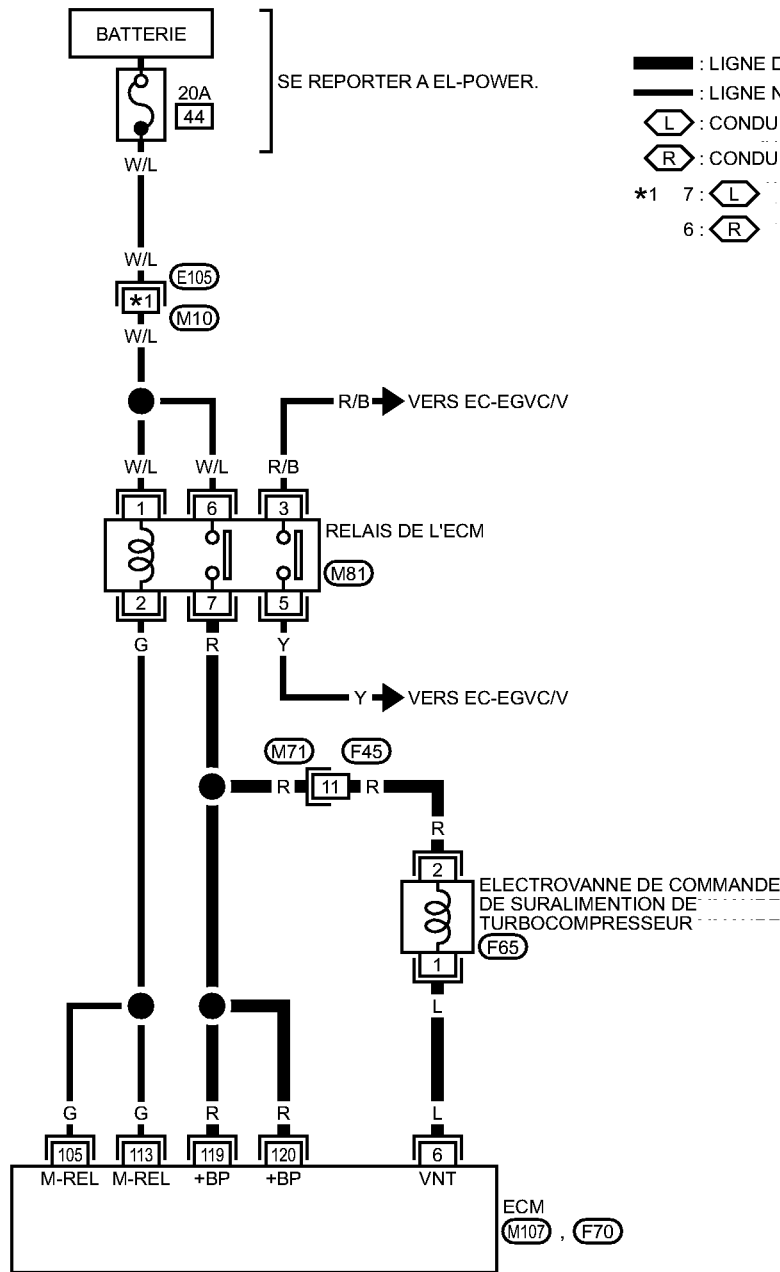 BATTERIE
SE REPORTER A EL-POWER.
20A
44
W/L
: LIGNE
: LIGNE
L : CONDU
R : CONDU
*1 7 : L
6 : R
W/L
E105
*1
M10
W/L
R/B
VERS EC-EGVC/V
W/L W/L R/B
1 6 3
RELAIS DE L'ECM
M81
2 7 5
G R Y
Y
VERS EC-EGVC/V
M71 F45
R 11 R
R
2
ELECTROVANNE DE COMMANDE
DE SURALIMENTION DE
TURBOCOMPRESSEUR
F65
1
L
G G R R L
105 113 119 120 6
M-REL M-REL +BP +BP VNT
ECM
M107 , F70